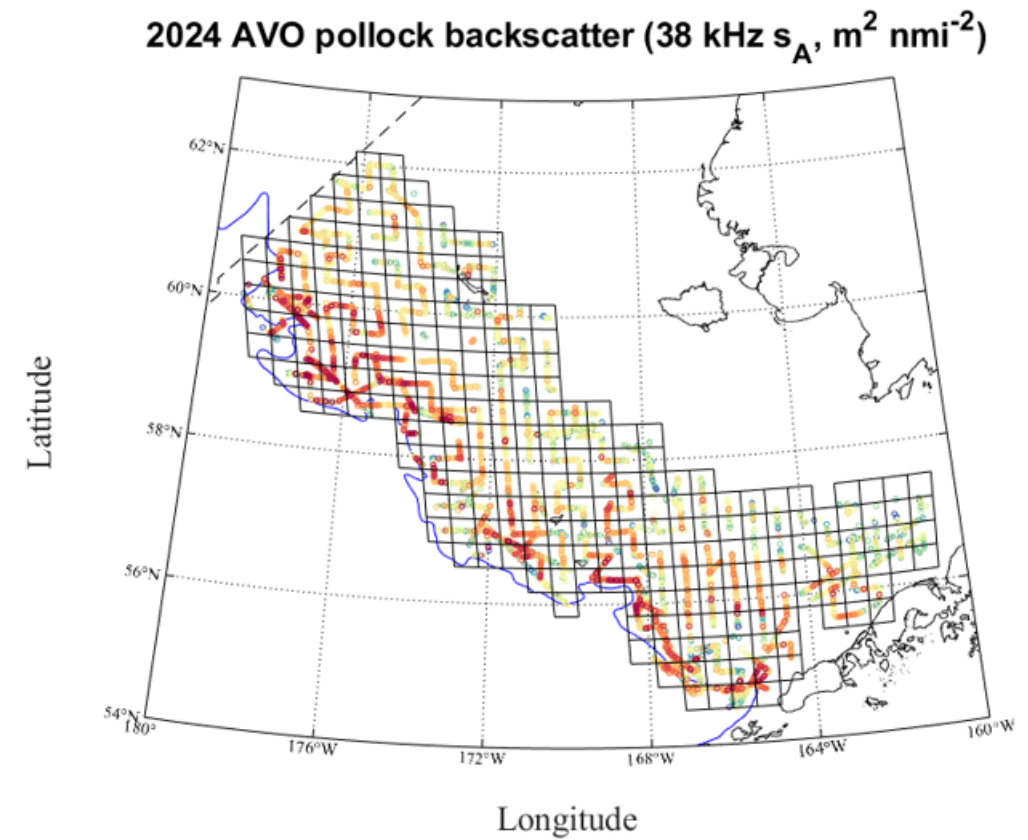 2024 AVO pollock backscatter (38 kHz s_A, m² nmi⁻²)
62°N
60°N
58°N
56°N
54°N
180°
176°W
172°W
168°W
164°W
160°W
Latitude
Longitude